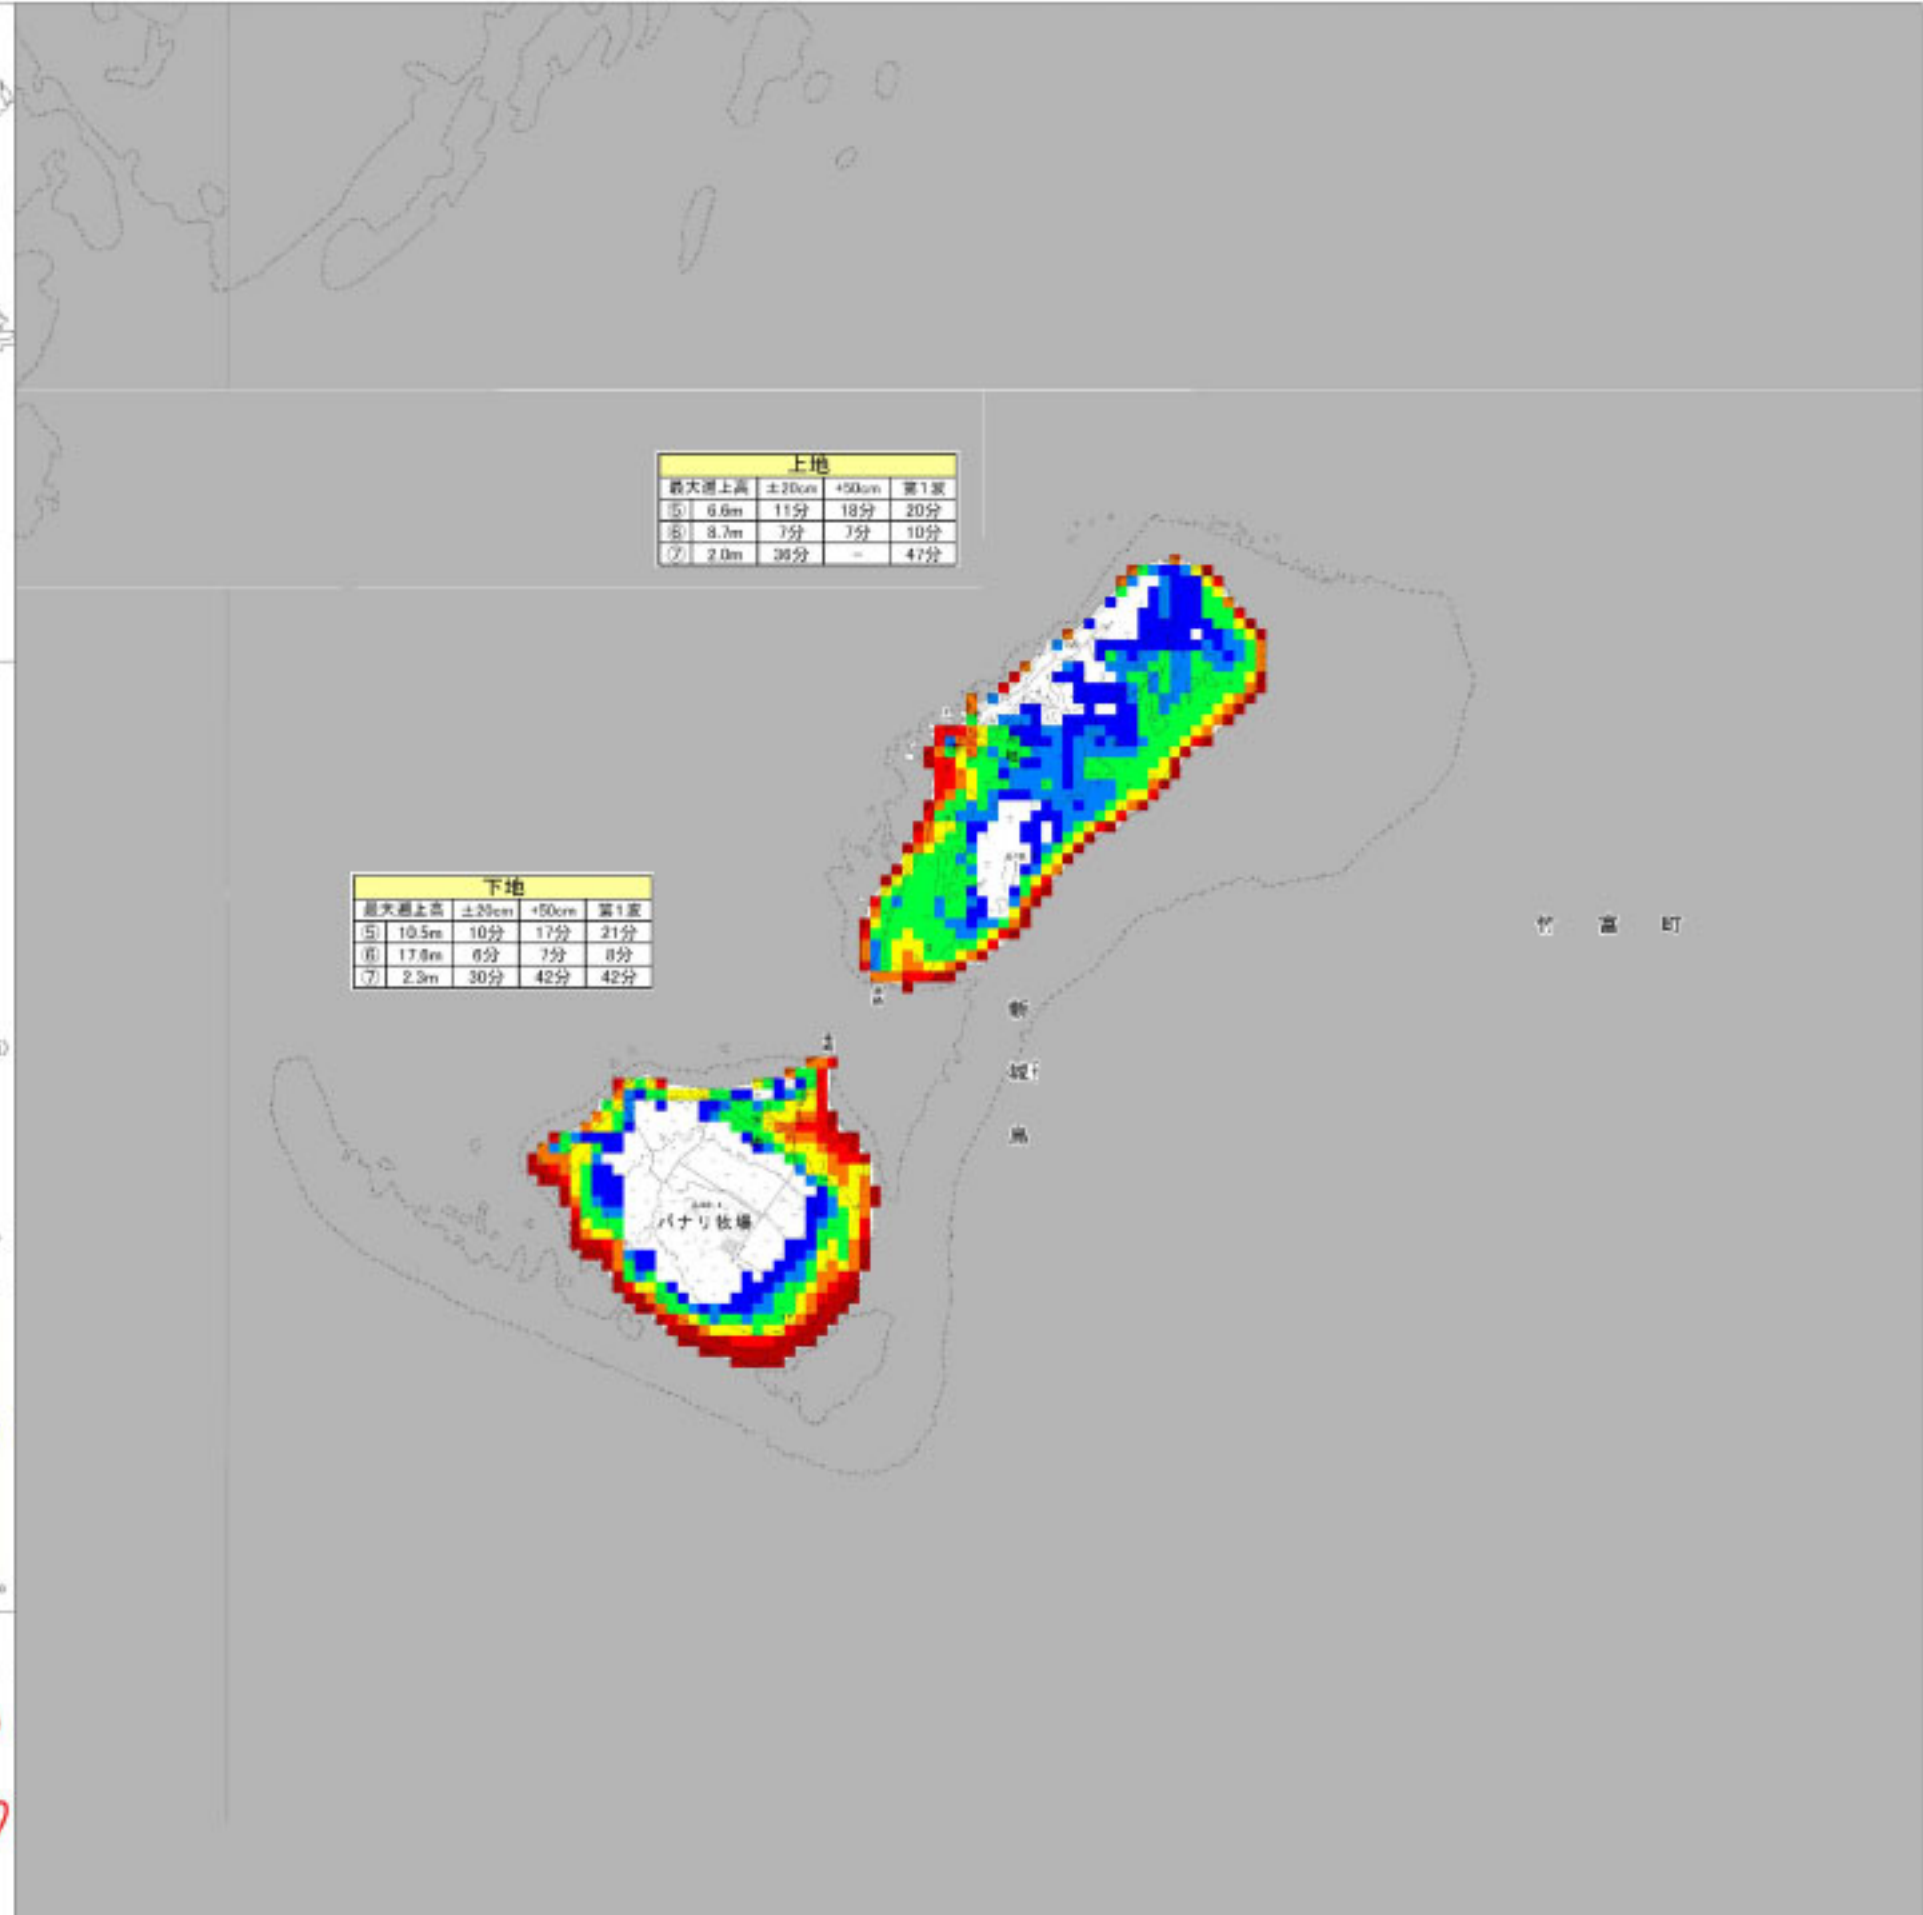 上地
最大遡上高 ±20cm +50cm 第1波
⑤ 6.6m 11分 18分 20分
⑥ 8.7m 7分 7分 10分
⑦ 2.0m 36分 - 47分
下地
最大遡上高 ±20cm +50cm 第1波
⑤ 10.5m 10分 17分 21分
⑥ 17.6m 6分 7分 8分
⑦ 2.3m 30分 42分 42分
竹富町
新
城
島
パナリ牧場